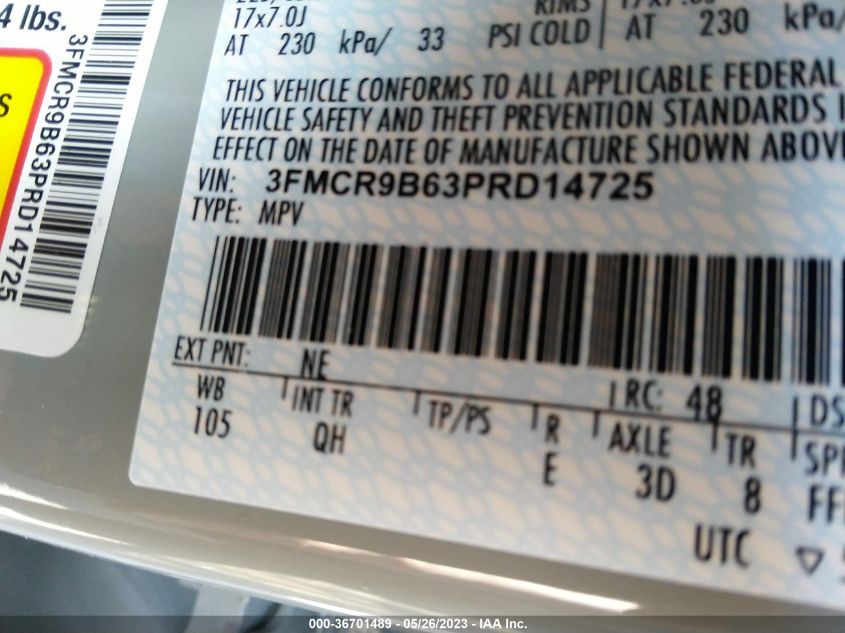 4 lbs.
S
3FMCR9B63PRD14725
17x7.0J
RIMS
AT 230 kPa/ 33 PSI COLD
AT 230 kPa/
THIS VEHICLE CONFORMS TO ALL APPLICABLE FEDERAL
VEHICLE SAFETY AND THEFT PREVENTION STANDARDS
EFFECT ON THE DATE OF MANUFACTURE SHOWN ABOVE
VIN: 3FMCR9B63PRD14725
TYPE: MPV
EXT PNT: NE RC: 48 DS
WB INT TR TP/PS R AXLE TR
105 QH E 3D 8
UTC
000-36701489 - 05/26/2023 - IAA Inc.